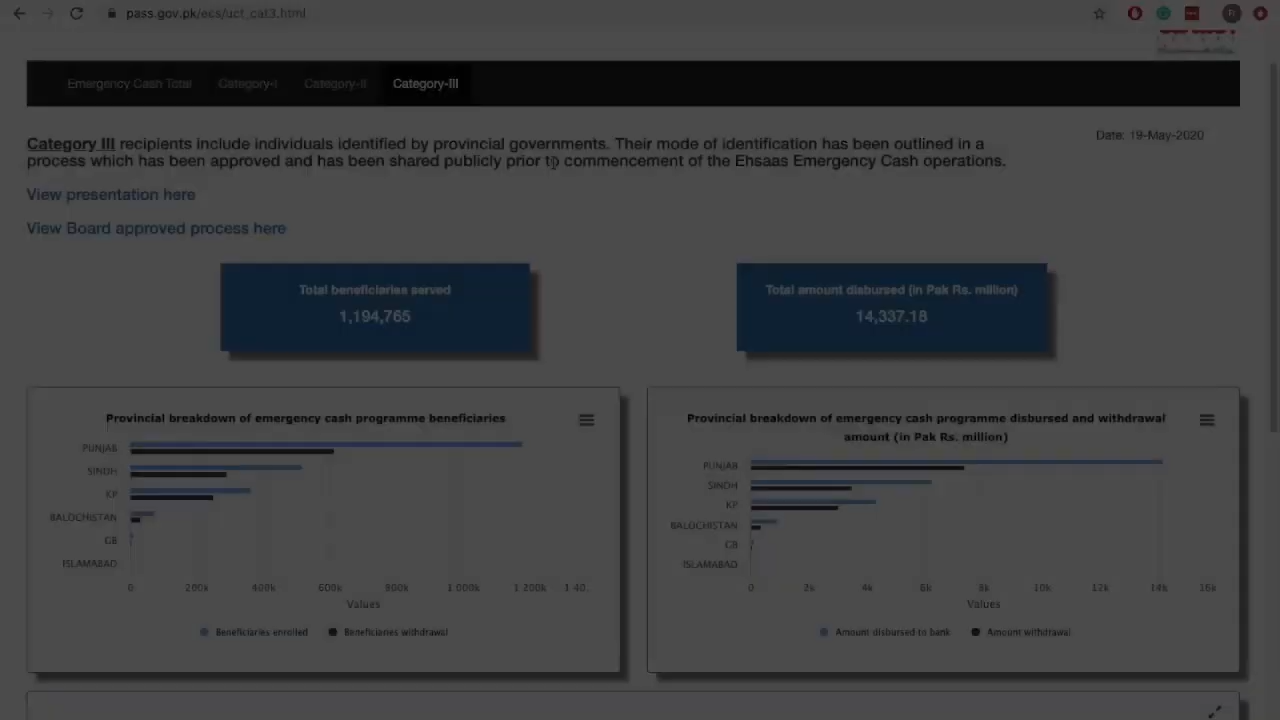 pass.gov.pk/ecs/uct_cat3.html
Emergency Cash Total Category-I Category-II Category-III
Category III recipients include individuals identified by provincial governments. Their mode of identification has been outlined in a
process which has been approved and has been shared publicly prior to commencement of the Ehsaas Emergency Cash operations.
Date: 19-May-2020
View presentation here
View Board approved process here
Total beneficiaries served
1,194,765
Total amount disbursed (in Pak Rs. million)
14,337.18
Provincial breakdown of emergency cash programme beneficiaries
PUNJAB
SINDH
KP
BALOCHISTAN
GB
ISLAMABAD
0 200k 400k 600k 800k 1 000k 1 200k 1 40.
Values
Beneficiaries enrolled Beneficiaries withdrawal
Provincial breakdown of emergency cash programme disbursed and withdrawal
amount (in Pak Rs. million)
PUNJAB
SINDH
KP
BALOCHISTAN
GB
ISLAMABAD
0 2k 4k 6k 8k 10k 12k 14k 16k
Values
Amount disbursed to bank Amount withdrawal